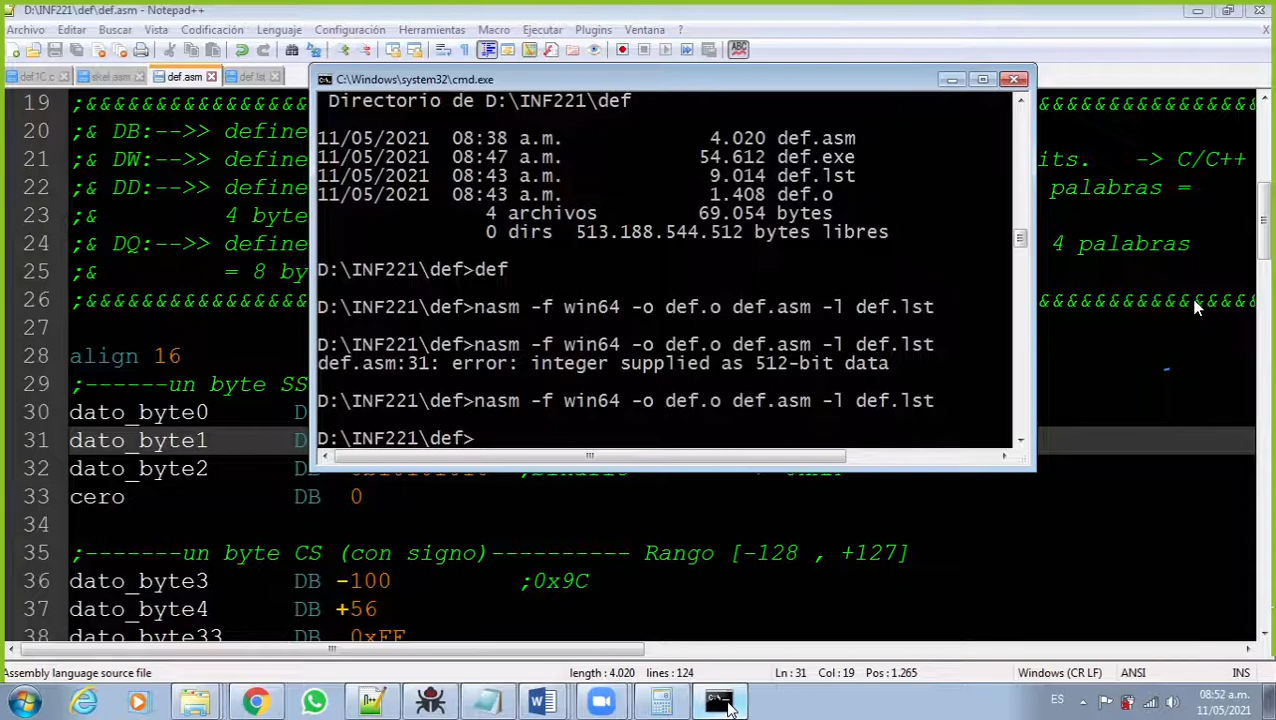 D:\INF221\def\def.asm - Notepad++
Archivo Editar Buscar Vista Codificación Lenguaje Configuración Herramientas Macro Ejecutar Plugins Ventana ? X
def1C.c skel.asm def.asm def.lst
C:\Windows\system32\cmd.exe
Directorio de D:\INF221\def
11/05/2021 08:38 a.m. 4.020 def.asm
11/05/2021 08:47 a.m. 54.612 def.exe
11/05/2021 08:43 a.m. 9.014 def.lst
11/05/2021 08:43 a.m. 1.408 def.o
4 archivos 69.054 bytes
0 dirs 513.188.544.512 bytes libres
D:\INF221\def>def
D:\INF221\def>nasm -f win64 -o def.o def.asm -l def.lst
D:\INF221\def>nasm -f win64 -o def.o def.asm -l def.lst
def.asm:31: error: integer supplied as 512-bit data
D:\INF221\def>nasm -f win64 -o def.o def.asm -l def.lst
D:\INF221\def>
19 ;&&&&&&&&&&&&&&&&& &&&&&&&&&&&&&&&&
20 ;& DB:-->> define
21 ;& DW:-->> define its. -> C/C++
22 ;& DD:-->> define palabras =
23 ;& 4 byte
24 ;& DQ:-->> define 4 palabras
25 ;& = 8 by
26 ;&&&&&&&&&&&&&&&&& &&&&&&&&&&&&&&&&
27
28 align 16
29 ;------un byte SS
30 dato_byte0 D
31 dato_byte1 D
32 dato_byte2 DB
33 cero DB 0
34
35 ;-------un byte CS (con signo)---------- Rango [-128 , +127]
36 dato_byte3 DB -100 ;0x9C
37 dato_byte4 DB +56
38 dato_byte33 DB 0xFF
Assembly language source file length : 4.020 lines : 124 Ln : 31 Col : 19 Pos : 1.265 Windows (CR LF) ANSI INS
ES 08:52 a.m.
11/05/2021